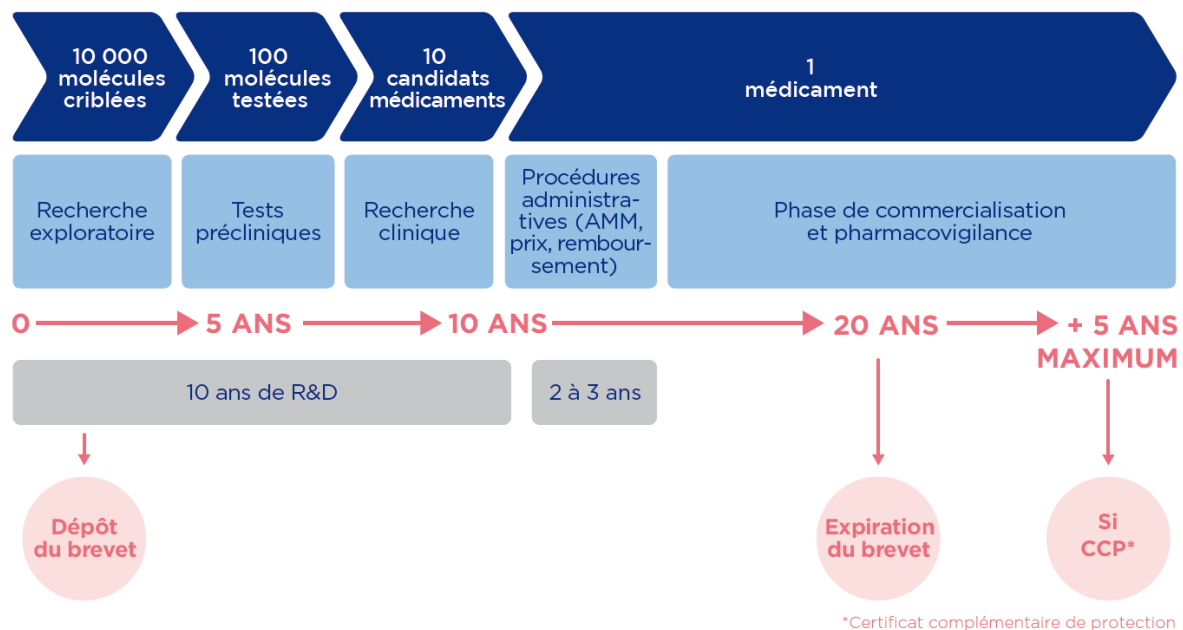 10 000
molécules
criblées
100
molécules
testées
10
candidats
médicaments
1
médicament
Recherche
exploratoire
Tests
précliniques
Recherche
clinique
Procédures
administra-
tives (AMM,
prix, rembour-
sement)
Phase de commercialisation
et pharmacovigilance
0
5 ANS
10 ANS
20 ANS
+ 5 ANS
MAXIMUM
10 ans de R&D
2 à 3 ans
Dépôt
du brevet
Expiration
du brevet
Si
CCP*
*Certificat complémentaire de protection